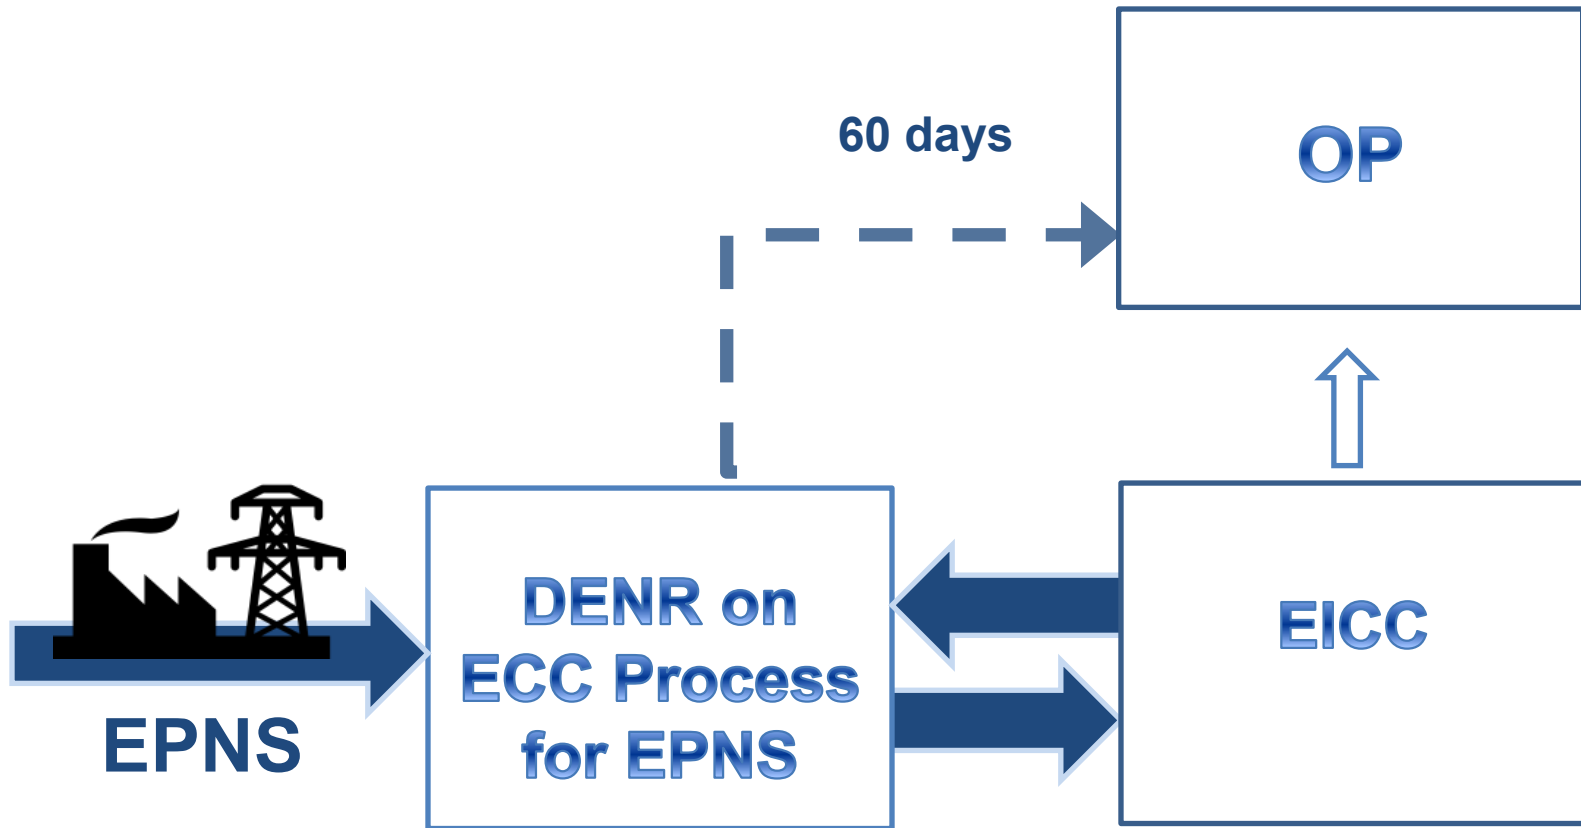 60 days
OP
DENR on
ECC Process
for EPNS
EICC
EPNS